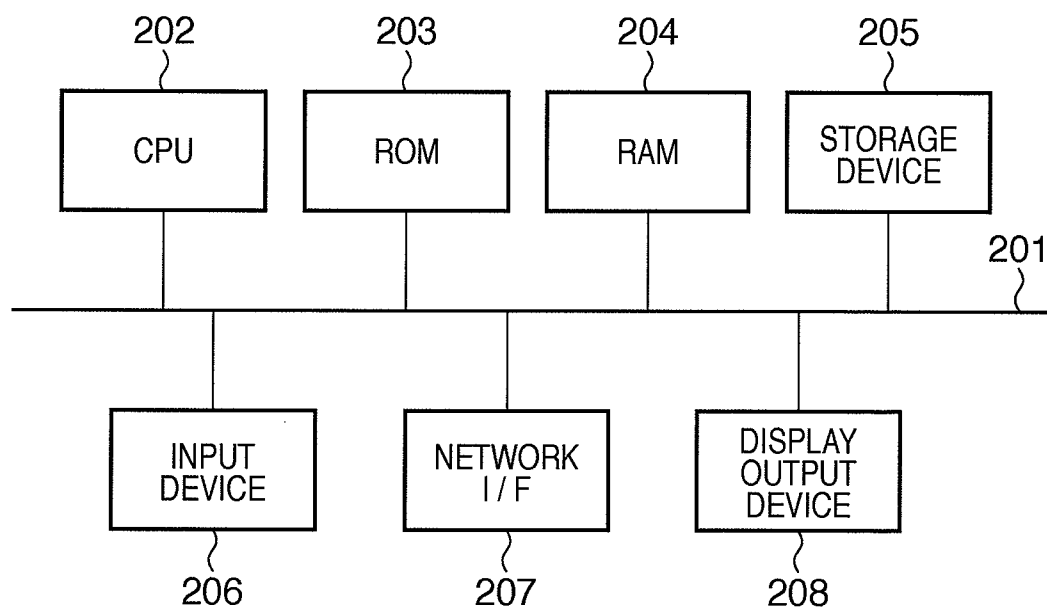 202
203
204
205
CPU
ROM
RAM
STORAGE
DEVICE
201
INPUT
DEVICE
NETWORK
I / F
DISPLAY
OUTPUT
DEVICE
206
207
208